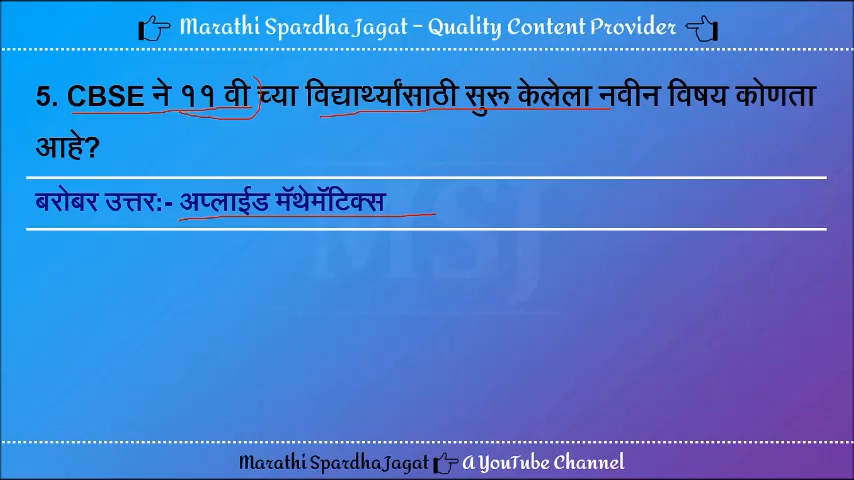 Marathi Spardha Jagat - Quality Content Provider
5. CBSE ने ११ वी च्या विद्यार्थ्यांसाठी सुरू केलेला नवीन विषय कोणता
आहे?
बरोबर उत्तर:- अप्लाईड मॅथेमॅटिक्स
MSJ
Marathi Spardha Jagat A YouTube Channel